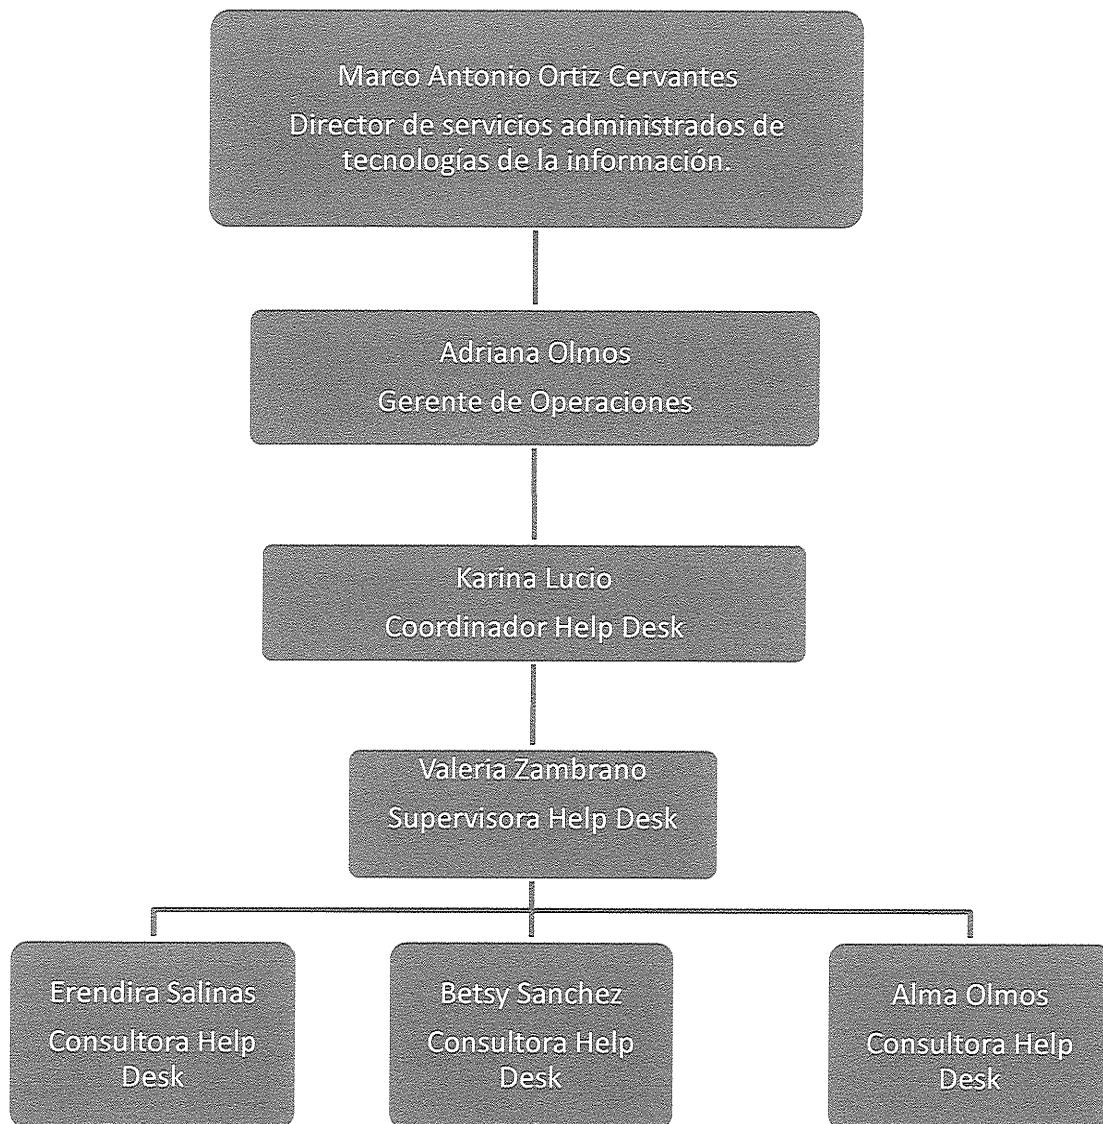 Marco Antonio Ortiz Cervantes
Director de servicios administrados de
tecnologías de la información.
Adriana Olmos
Gerente de Operaciones
Karina Lucio
Coordinador Help Desk
Valeria Zambrano
Supervisora Help Desk
Erendira Salinas
Consultora Help
Desk
Betsy Sanchez
Consultora Help
Desk
Alma Olmos
Consultora Help
Desk